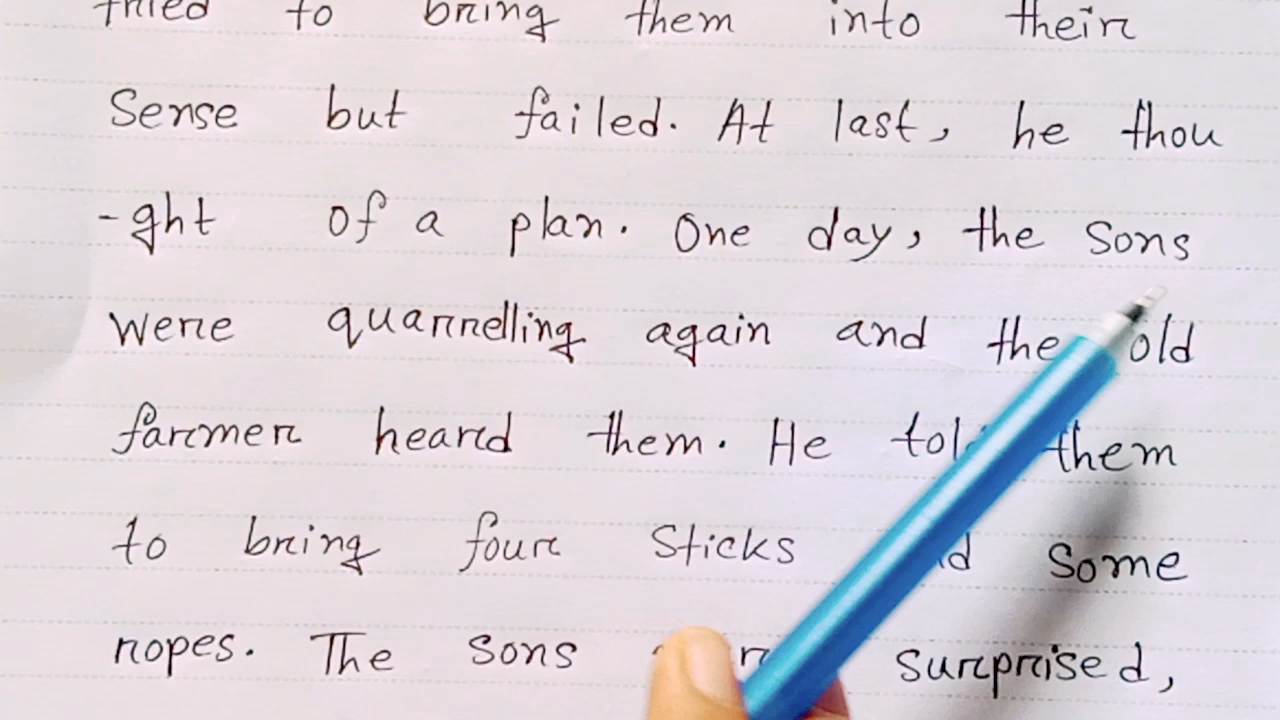 tried to bring them into their
Sense but failed. At last, he thou
-ght of a plan. One day, the sons
were quarrelling again and the old
farmer heard them. He told them
to bring four sticks some
ropes. The sons surprised,